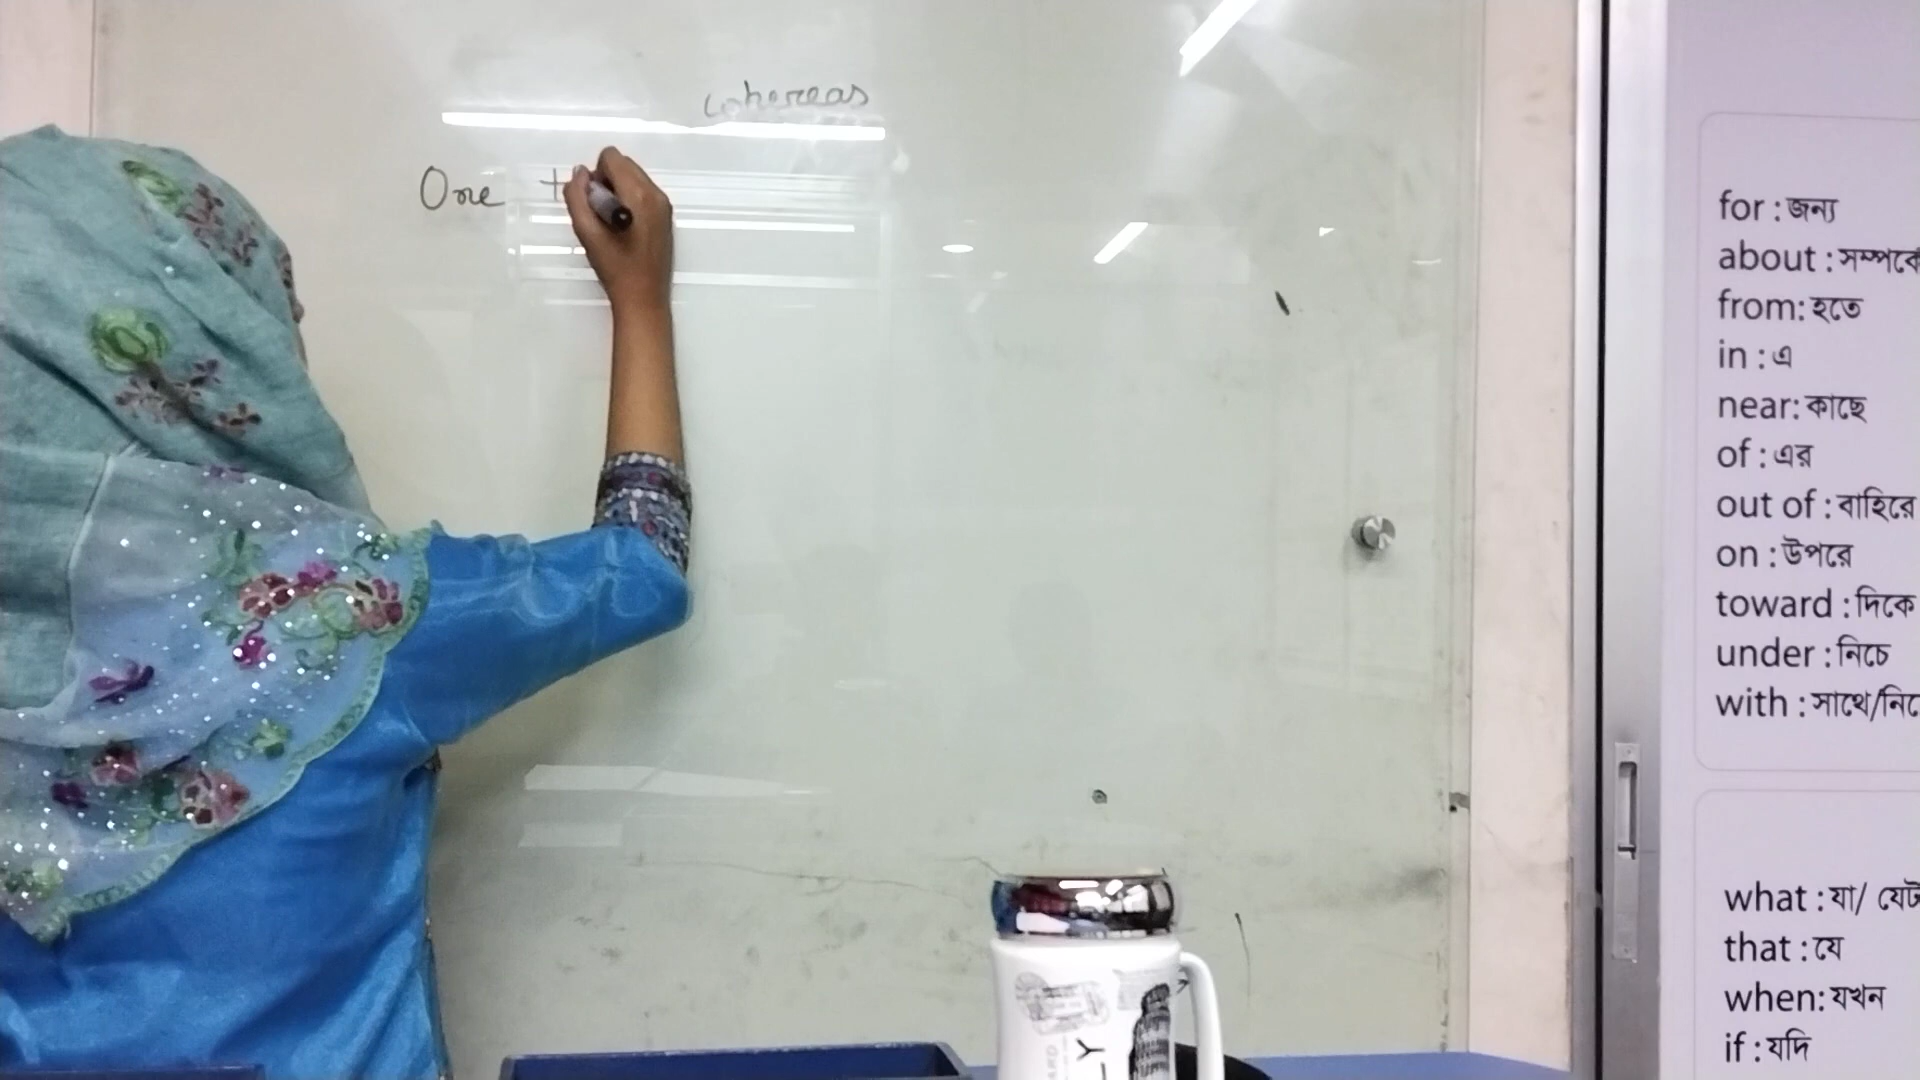 whereas
One
for : জন্য
about : সম্পর্কে
from: হতে
in : এ
near: কাছে
of : এর
out of : বাহিরে
on : উপরে
toward : দিকে
under : নিচে
with : সাথে/
what : যা/
that : যে
when: যখন
if : যদি